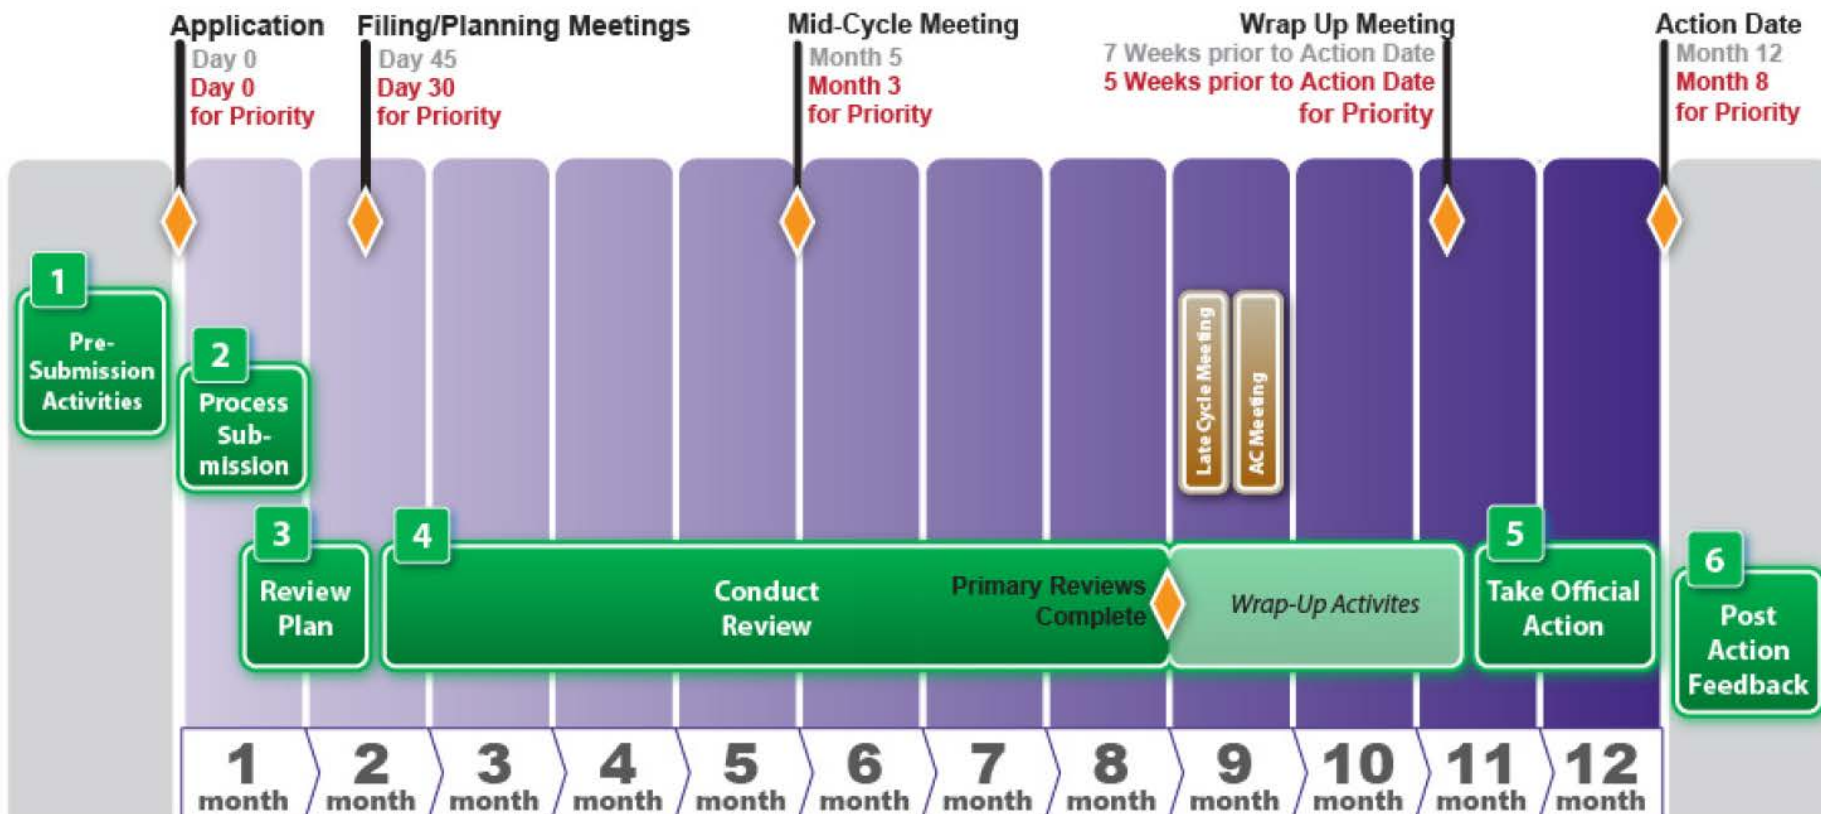 Application
Day 0
Day 0
for Priority
Filing/Planning Meetings
Day 45
Day 30
for Priority
Mid-Cycle Meeting
Month 5
Month 3
for Priority
Wrap Up Meeting
7 Weeks prior to Action Date
5 Weeks prior to Action Date
for Priority
Action Date
Month 12
Month 8
for Priority
1
Pre-
Submission
Activities
2
Process
Sub-
mission
3
Review
Plan
4
Conduct
Review
Primary Reviews
Complete
Late Cycle Meeting
AC Meeting
Wrap-Up Activites
5
Take Official
Action
6
Post
Action
Feedback
1
month
2
month
3
month
4
month
5
month
6
month
7
month
8
month
9
month
10
month
11
month
12
month